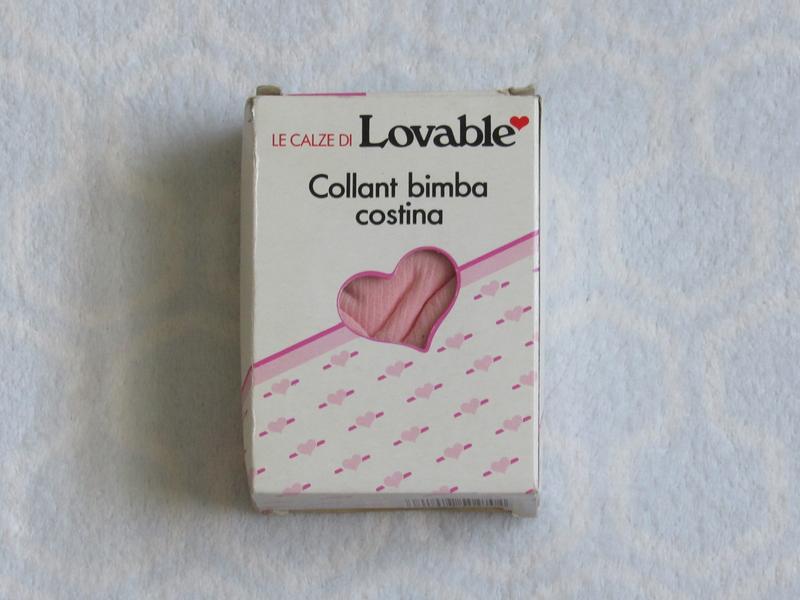 LE CALZE DI Lovable
Collant bimba
costina